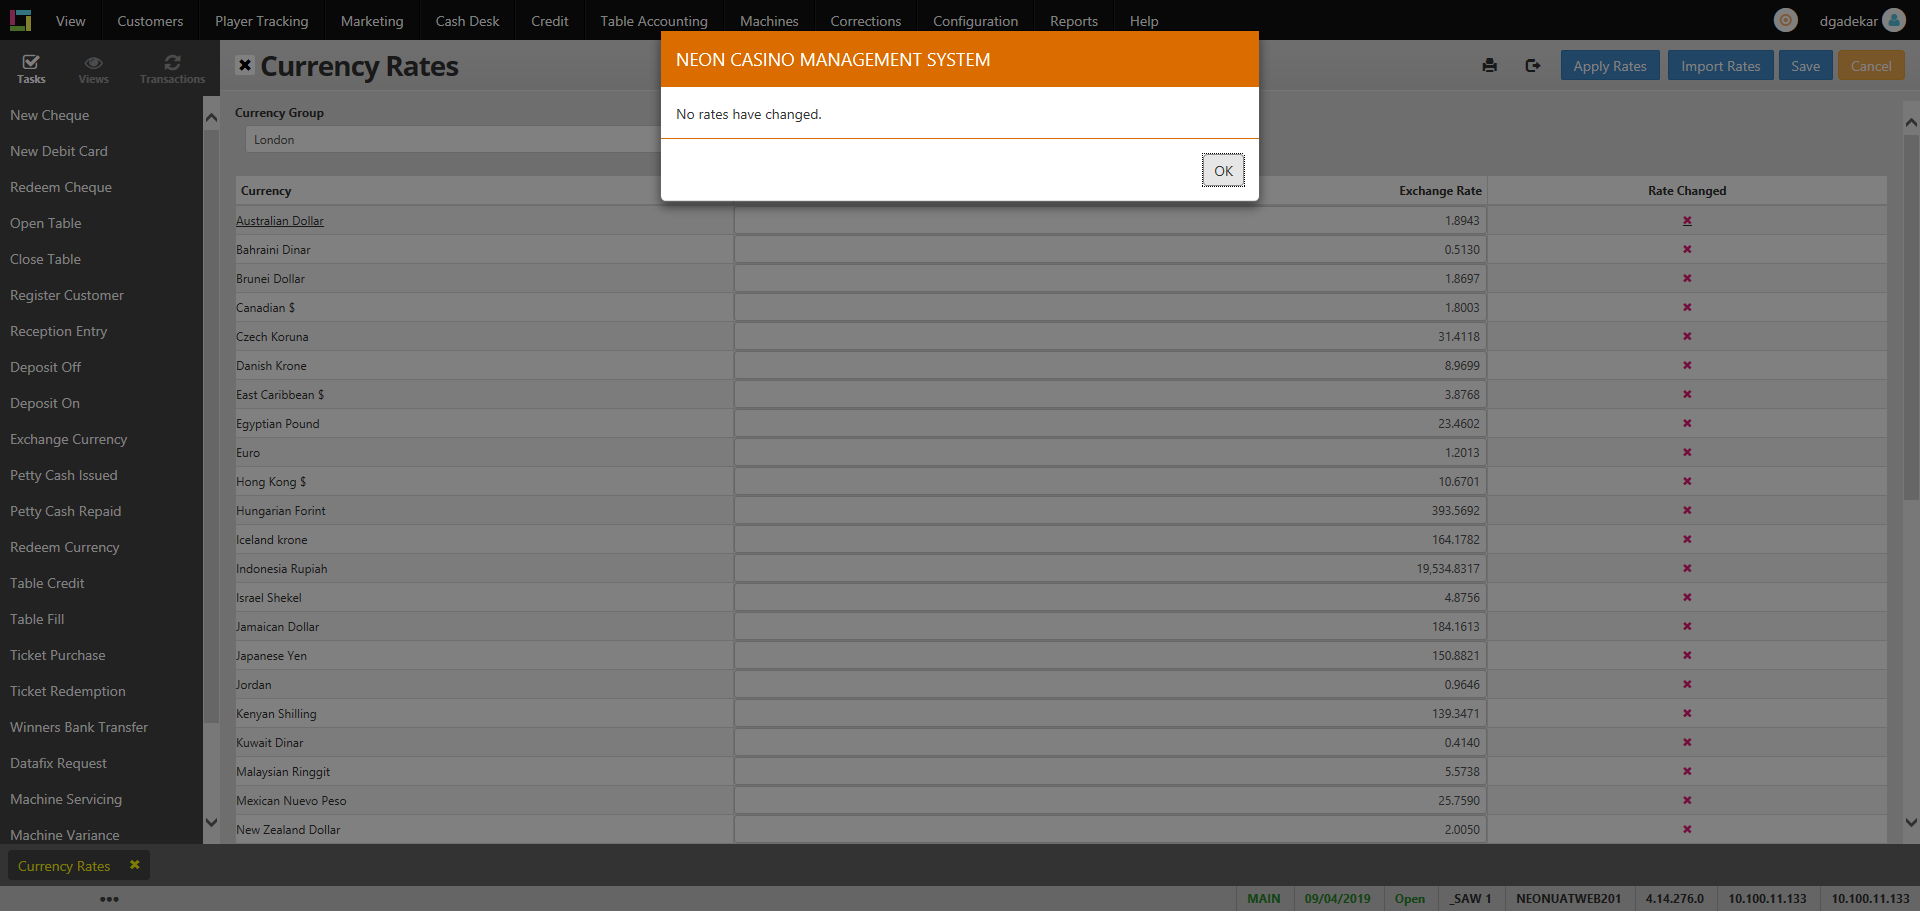 View Customers Player Tracking Marketing Cash Desk Credit Table Accounting Machines Corrections Configuration Reports Help dgadekar
Tasks Views Transactions
Currency Rates
Apply Rates Import Rates Save Cancel
NEON CASINO MANAGEMENT SYSTEM
No rates have changed.
OK
New Cheque
New Debit Card
Redeem Cheque
Open Table
Close Table
Register Customer
Reception Entry
Deposit Off
Deposit On
Exchange Currency
Petty Cash Issued
Petty Cash Repaid
Redeem Currency
Table Credit
Table Fill
Ticket Purchase
Ticket Redemption
Winners Bank Transfer
Datafix Request
Machine Servicing
Machine Variance
Currency Group
London
Currency Exchange Rate Rate Changed
Australian Dollar 1.8943
Bahraini Dinar 0.5130
Brunei Dollar 1.8697
Canadian $ 1.8003
Czech Koruna 31.4118
Danish Krone 8.9699
East Caribbean $ 3.8768
Egyptian Pound 23.4602
Euro 1.2013
Hong Kong $ 10.6701
Hungarian Forint 393.5692
Iceland krone 164.1782
Indonesia Rupiah 19,534.8317
Israel Shekel 4.8756
Jamaican Dollar 184.1613
Japanese Yen 150.8821
Jordan 0.9646
Kenyan Shilling 139.3471
Kuwait Dinar 0.4140
Malaysian Ringgit 5.5738
Mexican Nuevo Peso 25.7590
New Zealand Dollar 2.0050
Currency Rates
MAIN 09/04/2019 Open _SAW 1 NEONUATWEB201 4.14.276.0 10.100.11.133 10.100.11.133